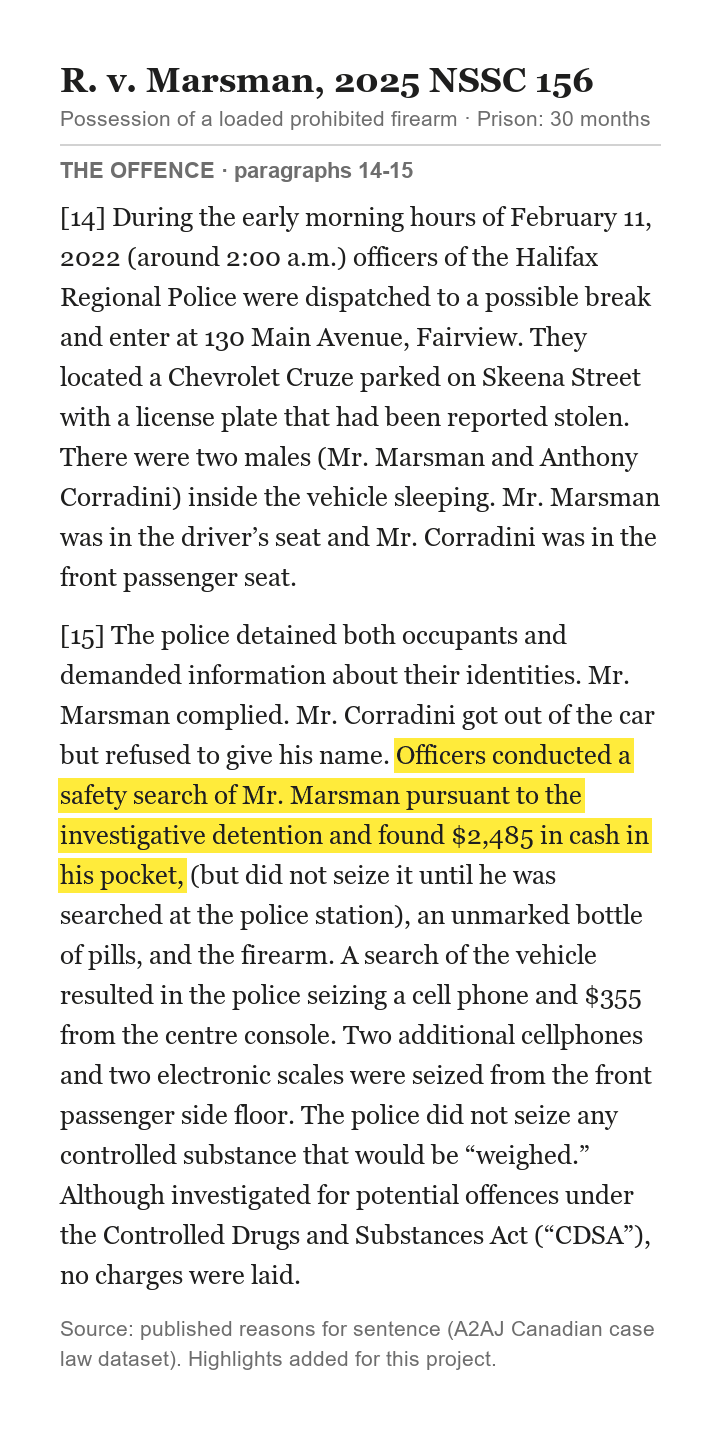 R. v. Marsman, 2025 NSSC 156
Possession of a loaded prohibited firearm · Prison: 30 months
THE OFFENCE · paragraphs 14-15
[14] During the early morning hours of February 11,
2022 (around 2:00 a.m.) officers of the Halifax
Regional Police were dispatched to a possible break
and enter at 130 Main Avenue, Fairview. They
located a Chevrolet Cruze parked on Skeena Street
with a license plate that had been reported stolen.
There were two males (Mr. Marsman and Anthony
Corradini) inside the vehicle sleeping. Mr. Marsman
was in the driver’s seat and Mr. Corradini was in the
front passenger seat.
[15] The police detained both occupants and
demanded information about their identities. Mr.
Marsman complied. Mr. Corradini got out of the car
but refused to give his name. Officers conducted a
safety search of Mr. Marsman pursuant to the
investigative detention and found $2,485 in cash in
his pocket, (but did not seize it until he was
searched at the police station), an unmarked bottle
of pills, and the firearm. A search of the vehicle
resulted in the police seizing a cell phone and $355
from the centre console. Two additional cellphones
and two electronic scales were seized from the front
passenger side floor. The police did not seize any
controlled substance that would be “weighed.”
Although investigated for potential offences under
the Controlled Drugs and Substances Act (“CDSA”),
no charges were laid.
Source: published reasons for sentence (A2AJ Canadian case
law dataset). Highlights added for this project.